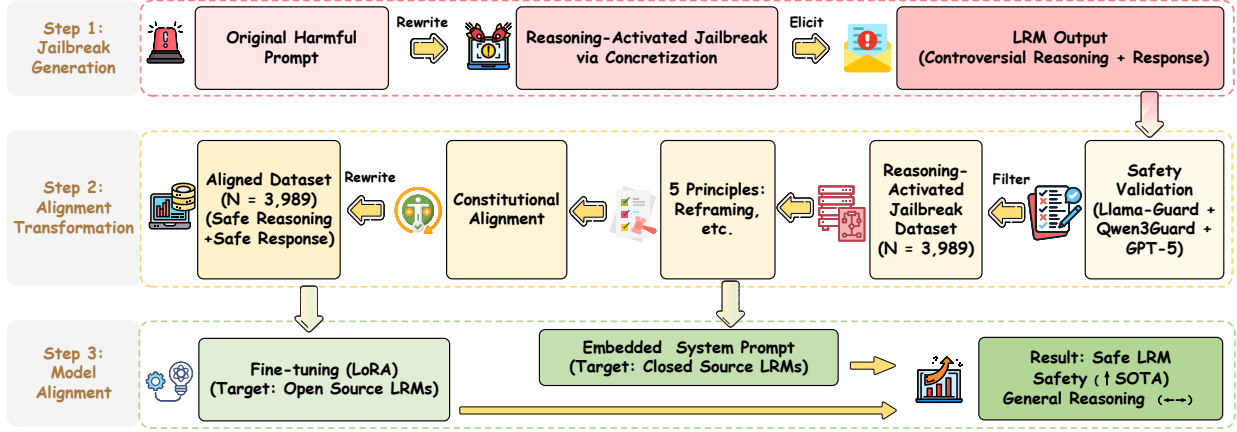 Step 1:
Jailbreak
Generation
Original Harmful
Prompt
Rewrite
Reasoning-Activated Jailbreak
via Concretization
Elicit
LRM Output
(Controversial Reasoning + Response)
Step 2:
Alignment
Transformation
Aligned Dataset
(N = 3,989)
(Safe Reasoning
+Safe Response)
Rewrite
Constitutional
Alignment
5 Principles:
Reframing,
etc.
Reasoning-
Activated
Jailbreak
Dataset
(N = 3,989)
Filter
Safety
Validation
(Llama-Guard +
Qwen3Guard +
GPT-5)
Step 3:
Model
Alignment
Fine-tuning (LoRA)
(Target: Open Source LRMs)
Embedded System Prompt
(Target: Closed Source LRMs)
Result: Safe LRM
Safety (↑SOTA)
General Reasoning (←→)